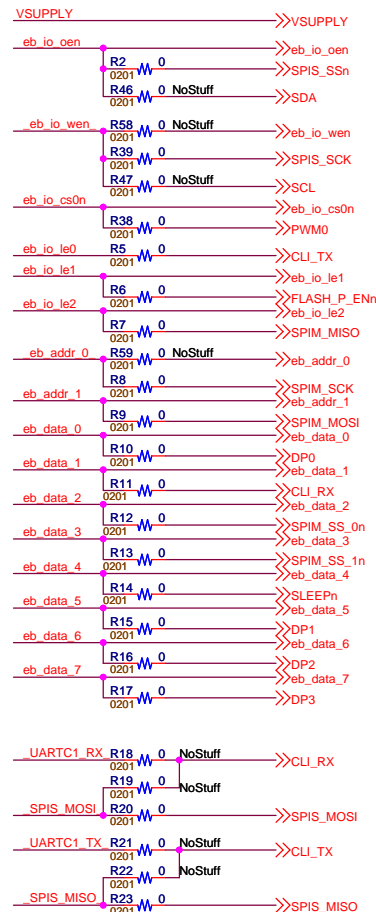 VSUPPLY VSUPPLY
eb_io_oen eb_io_oen
R2 0
0201 SPIS_SSn
R46 0 NoStuff
0201 SDA
_eb_io_wen_ R58 0 NoStuff
0201 eb_io_wen
R39 0
0201 SPIS_SCK
R47 0 NoStuff
0201 SCL
eb_io_cs0n eb_io_cs0n
R38 0
0201 PWM0
eb_io_le0 R5 0
0201 CLI_TX
eb_io_le1 eb_io_le1
R6 0
0201 FLASH_P_ENn
eb_io_le2 eb_io_le2
R7 0
0201 SPIM_MISO
_eb_addr_0_ R59 0 NoStuff
0201 eb_addr_0
R8 0
0201 SPIM_SCK
eb_addr_1 eb_addr_1
R9 0
0201 SPIM_MOSI
eb_data_0 eb_data_0
R10 0
0201 DP0
eb_data_1 eb_data_1
R11 0
0201 CLI_RX
eb_data_2 eb_data_2
R12 0
0201 SPIM_SS_0n
eb_data_3 eb_data_3
R13 0
0201 SPIM_SS_1n
eb_data_4 eb_data_4
R14 0
0201 SLEEPn
eb_data_5 eb_data_5
R15 0
0201 DP1
eb_data_6 eb_data_6
R16 0
0201 DP2
eb_data_7 eb_data_7
R17 0
0201 DP3
_UARTC1_RX_ R18 0 NoStuff
0201 CLI_RX
R19 0 NoStuff
0201
_SPIS_MOSI_ R20 0
0201 SPIS_MOSI
_UARTC1_TX_ R21 0 NoStuff
0201 CLI_TX
R22 0 NoStuff
0201
_SPIS_MISO_ R23 0
0201 SPIS_MISO